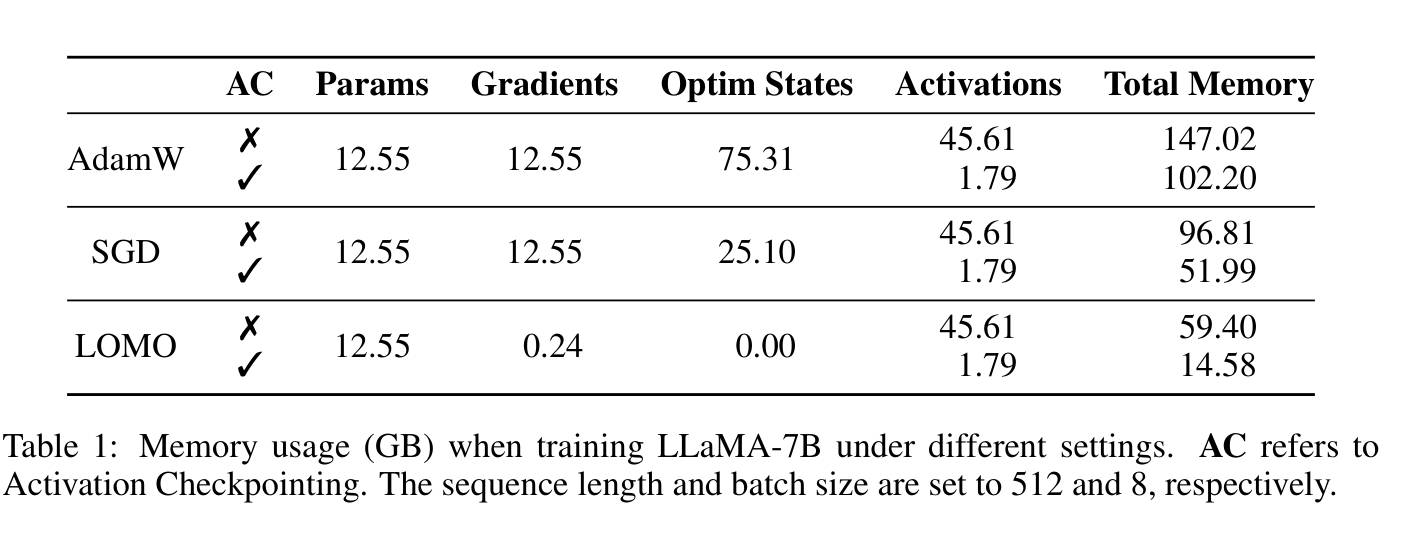 AC Params Gradients Optim States Activations Total Memory
AdamW ✗ 12.55 12.55 75.31 45.61 147.02
✓ 1.79 102.20
SGD ✗ 12.55 12.55 25.10 45.61 96.81
✓ 1.79 51.99
LOMO ✗ 12.55 0.24 0.00 45.61 59.40
✓ 1.79 14.58
Table 1: Memory usage (GB) when training LLaMA-7B under different settings. AC refers to
Activation Checkpointing. The sequence length and batch size are set to 512 and 8, respectively.